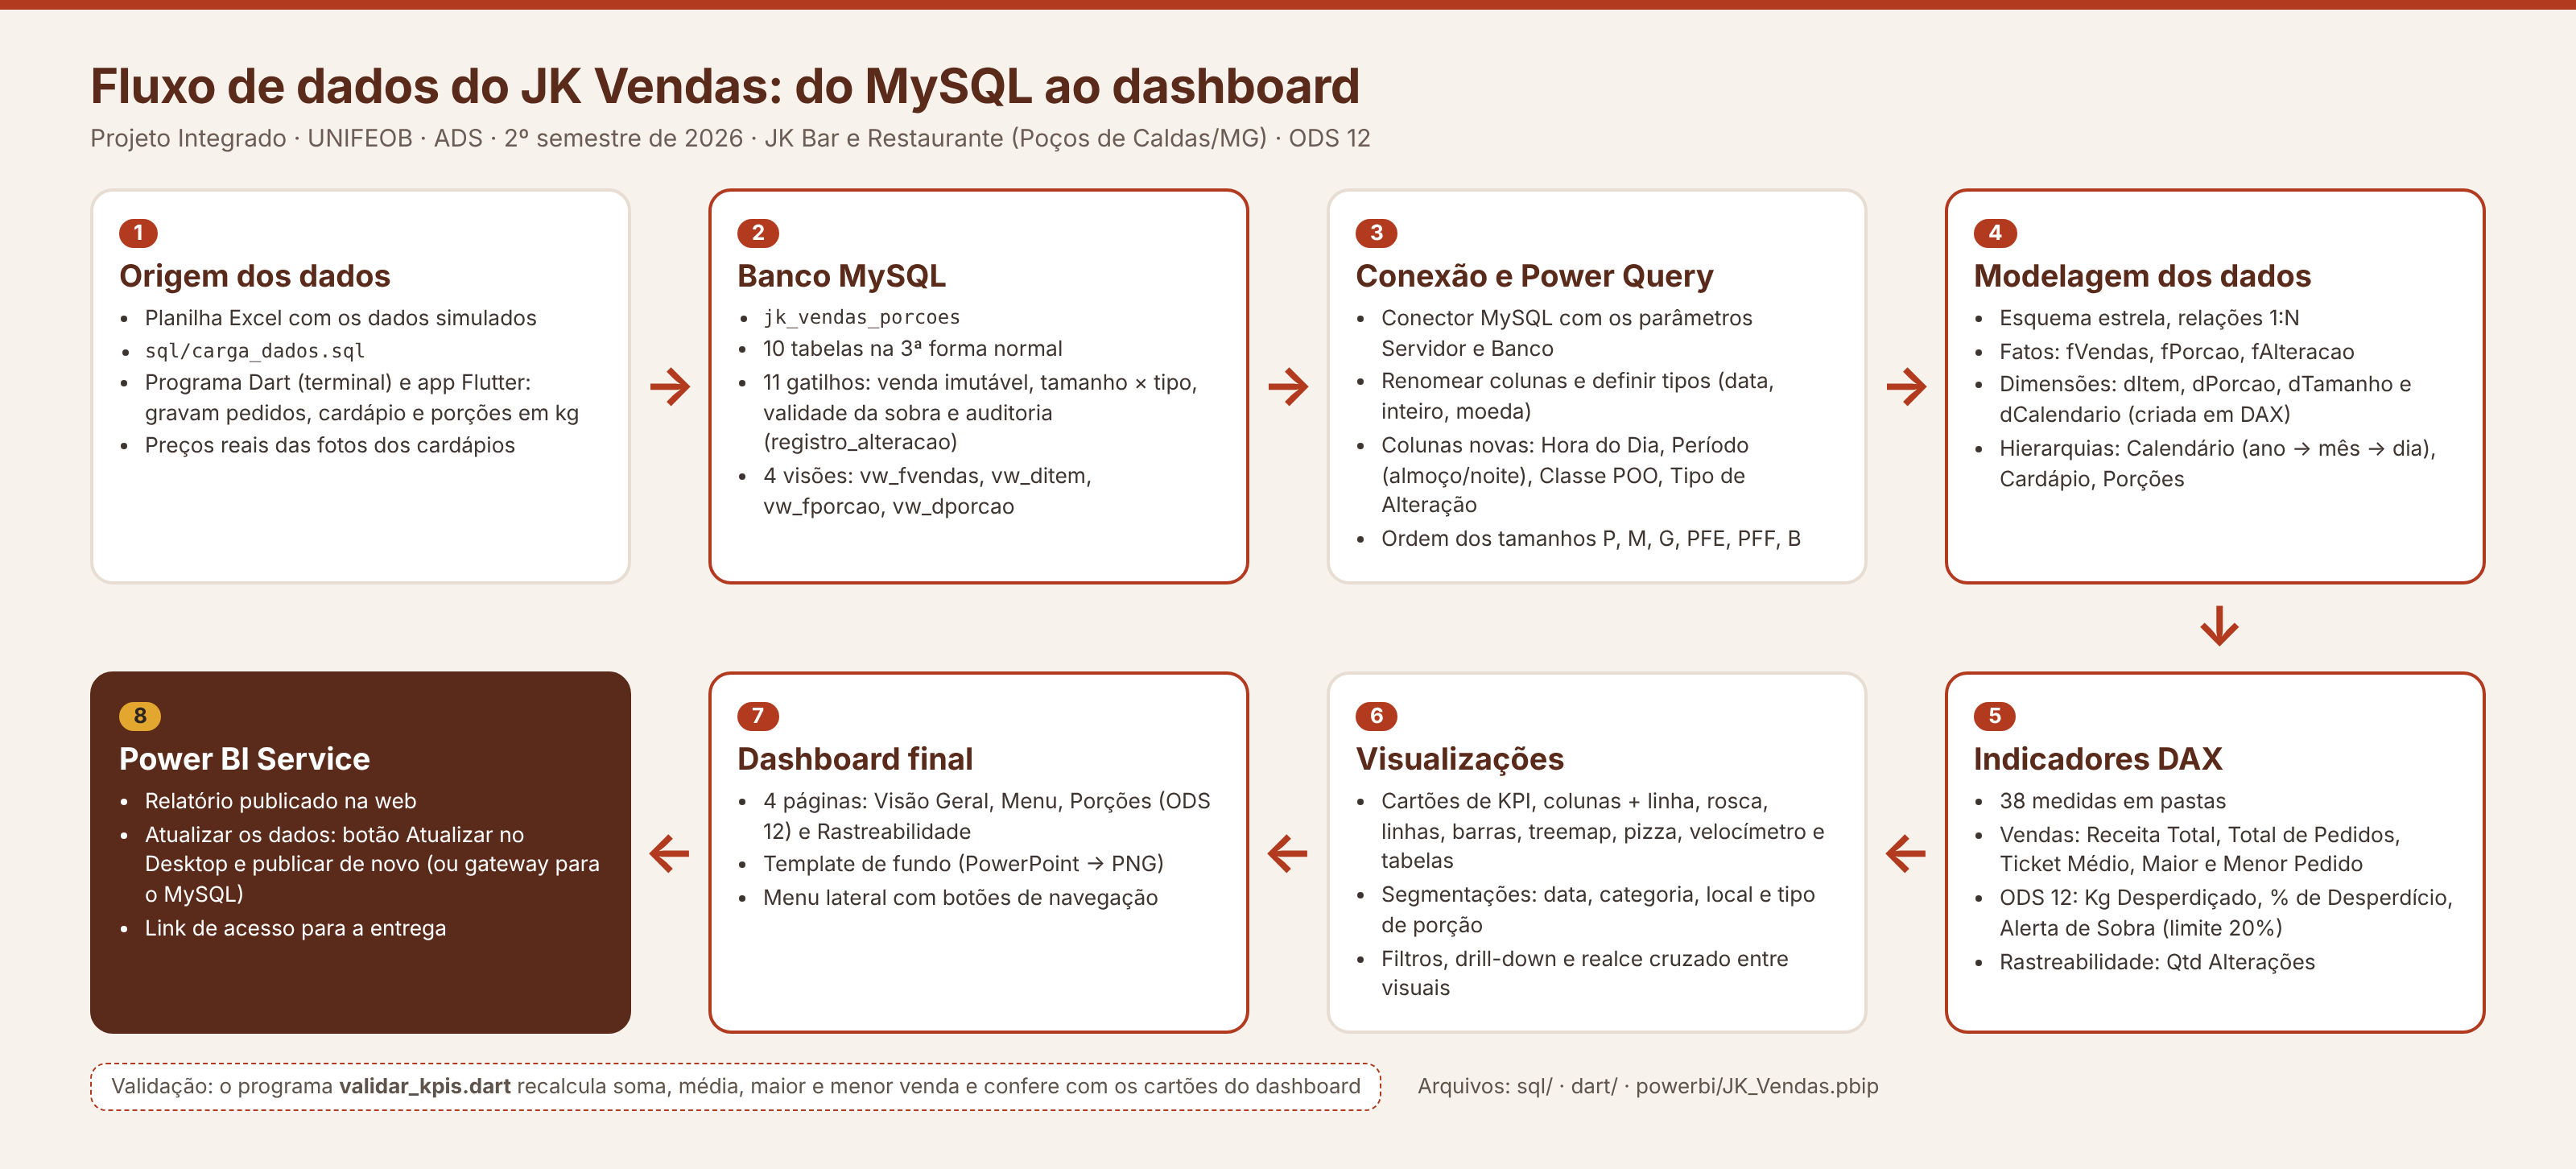 Fluxo de dados do JK Vendas: do MySQL ao dashboard
Projeto Integrado · UNIFEOB · ADS · 2º semestre de 2026 · JK Bar e Restaurante (Poços de Caldas/MG) · ODS 12
1
Origem dos dados
• Planilha Excel com os dados simulados
• sql/carga_dados.sql
• Programa Dart (terminal) e app Flutter:
gravam pedidos, cardápio e porções em kg
• Preços reais das fotos dos cardápios
→
2
Banco MySQL
• jk_vendas_porcoes
• 10 tabelas na 3ª forma normal
• 11 gatilhos: venda imutável, tamanho × tipo,
validade da sobra e auditoria
(registro_alteracao)
• 4 visões: vw_fvendas, vw_ditem,
vw_fporcao, vw_dporcao
→
3
Conexão e Power Query
• Conector MySQL com os parâmetros
Servidor e Banco
• Renomear colunas e definir tipos (data,
inteiro, moeda)
• Colunas novas: Hora do Dia, Período
(almoço/noite), Classe POO, Tipo de
Alteração
• Ordem dos tamanhos P, M, G, PFE, PFF, B
→
4
Modelagem dos dados
• Esquema estrela, relações 1:N
• Fatos: fVendas, fPorcao, fAlteracao
• Dimensões: dItem, dPorcao, dTamanho e
dCalendario (criada em DAX)
• Hierarquias: Calendário (ano → mês → dia),
Cardápio, Porções
↓
5
Indicadores DAX
• 38 medidas em pastas
• Vendas: Receita Total, Total de Pedidos,
Ticket Médio, Maior e Menor Pedido
• ODS 12: Kg Desperdiçado, % de Desperdício,
Alerta de Sobra (limite 20%)
• Rastreabilidade: Qtd Alterações
←
6
Visualizações
• Cartões de KPI, colunas + linha, rosca,
linhas, barras, treemap, pizza, velocímetro e
tabelas
• Segmentações: data, categoria, local e tipo
de porção
• Filtros, drill-down e realce cruzado entre
visuais
←
7
Dashboard final
• 4 páginas: Visão Geral, Menu, Porções (ODS
12) e Rastreabilidade
• Template de fundo (PowerPoint → PNG)
• Menu lateral com botões de navegação
←
8
Power BI Service
• Relatório publicado na web
• Atualizar os dados: botão Atualizar no
Desktop e publicar de novo (ou gateway para
o MySQL)
• Link de acesso para a entrega
Validação: o programa validar_kpis.dart recalcula soma, média, maior e menor venda e confere com os cartões do dashboard
Arquivos: sql/ · dart/ · powerbi/JK_Vendas.pbip